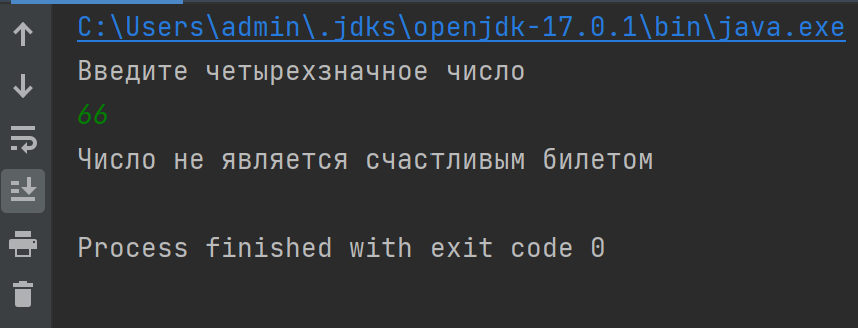 C:\Users\admin\.jdks\openjdk-17.0.1\bin\java.exe
Введите четырехзначное число
66
Число не является счастливым билетом
Process finished with exit code 0